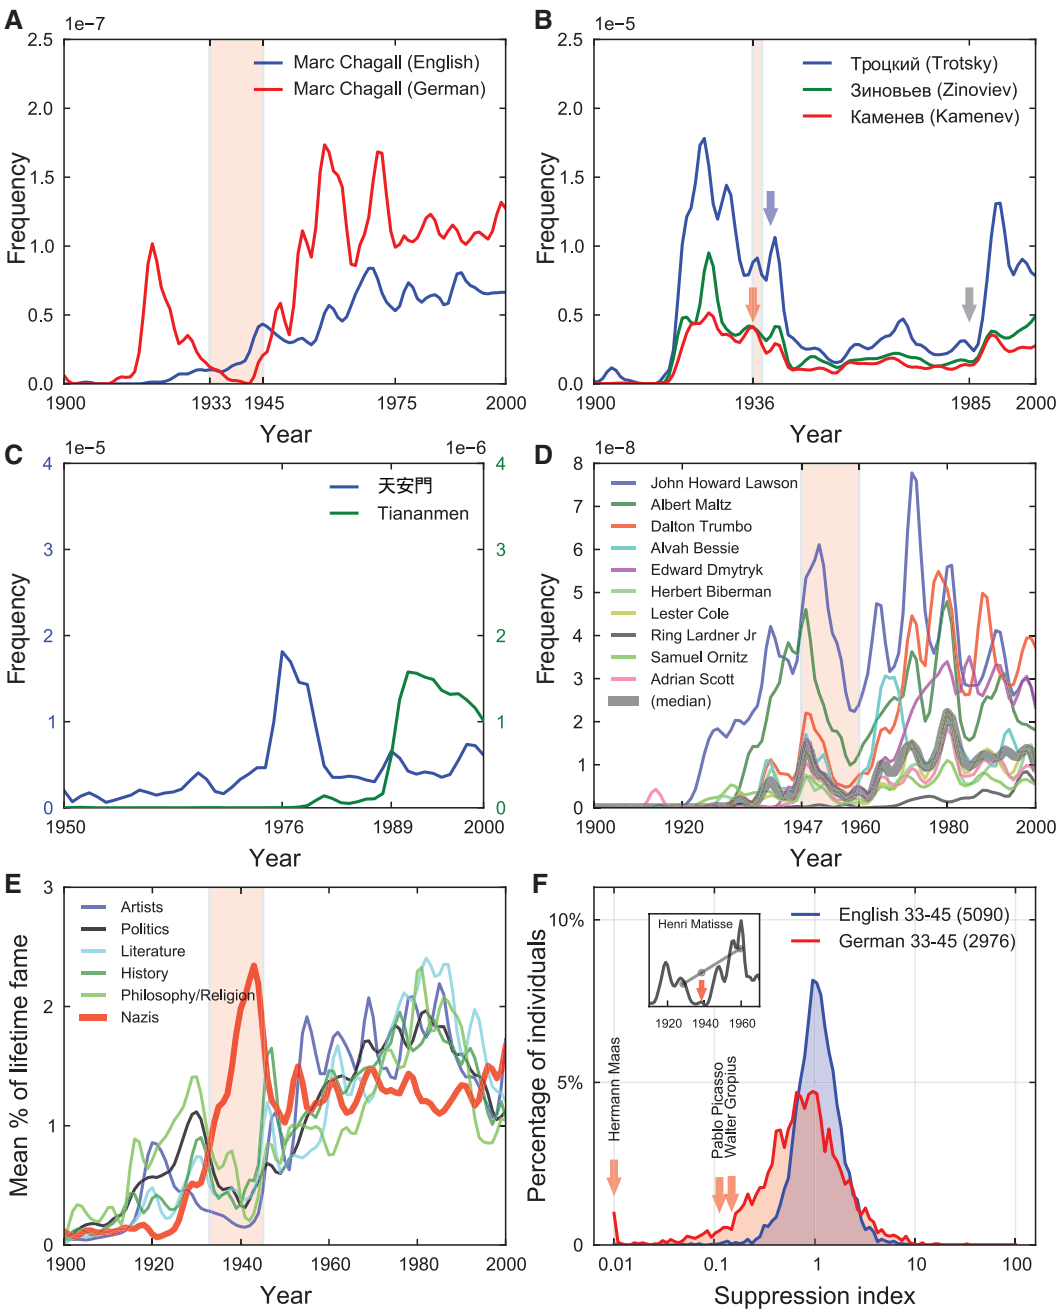 A
1e−7
Frequency
2.5
2.0
1.5
1.0
0.5
0.0
Marc Chagall (English)
Marc Chagall (German)
1900
1933
1945
1975
2000
Year
B
1e−5
Frequency
2.5
2.0
1.5
1.0
0.5
0.0
Троцкий (Trotsky)
Зиновьев (Zinoviev)
Каменев (Kamenev)
1900
1936
1985
2000
Year
C
1e−5
1e−6
Frequency
4
3
2
1
0
天安門
Tiananmen
4
3
2
1
0
1950
1976
1989
2000
Year
D
1e−8
Frequency
8
7
6
5
4
3
2
1
0
John Howard Lawson
Albert Maltz
Dalton Trumbo
Alvah Bessie
Edward Dmytryk
Herbert Biberman
Lester Cole
Ring Lardner Jr
Samuel Ornitz
Adrian Scott
(median)
1900
1920
1947
1960
1980
2000
Year
E
Mean % of lifetime fame
3
2
1
0
Artists
Politics
Literature
History
Philosophy/Religion
Nazis
1900
1920
1940
1960
1980
2000
Year
F
Percentage of individuals
10%
5%
0
Henri Matisse
1920
1940
1960
English 33-45 (5090)
German 33-45 (2976)
Hermann Maas
Pablo Picasso
Walter Gropius
0.01
0.1
1
10
100
Suppression index